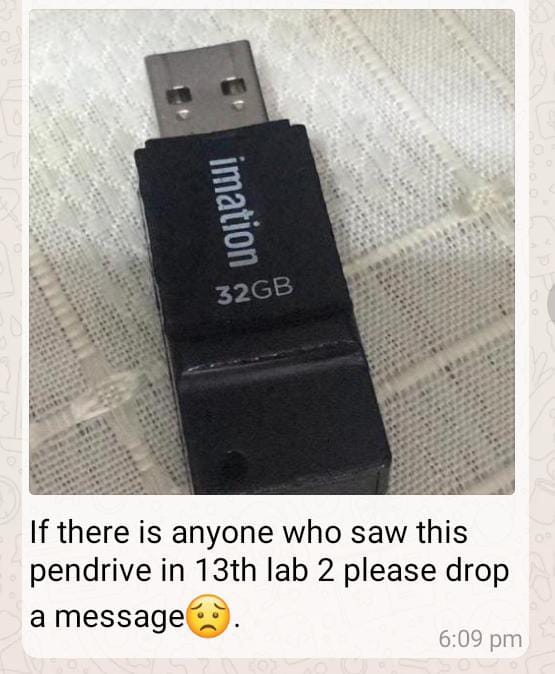 imation
32GB
If there is anyone who saw this
pendrive in 13th lab 2 please drop
a message😟.
6:09 pm